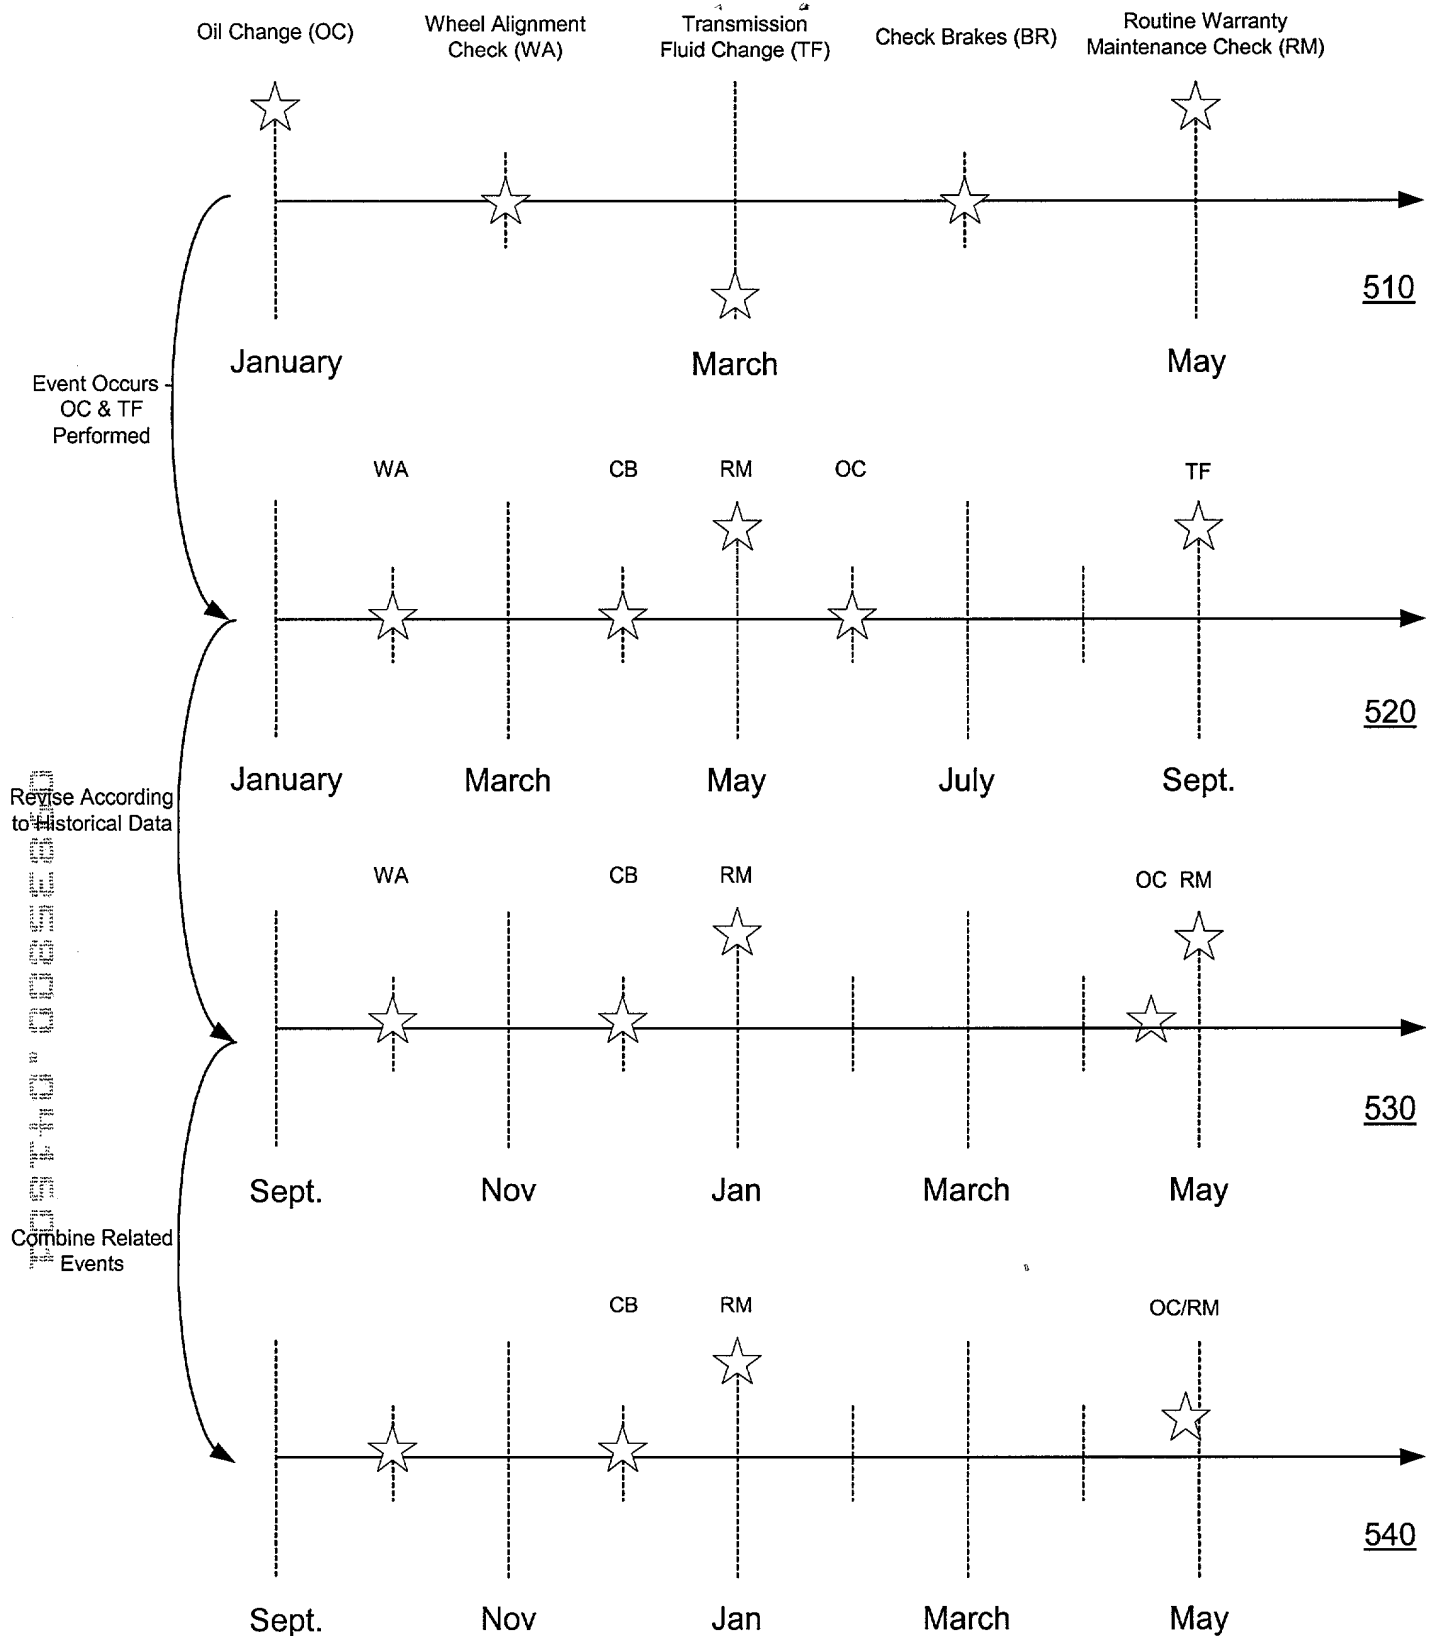 Oil Change (OC)
Wheel Alignment
Check (WA)
Transmission
Fluid Change (TF)
Check Brakes (BR)
Routine Warranty
Maintenance Check (RM)
510
January
March
May
Event Occurs
OC & TF
Performed
WA
CB
RM
OC
TF
520
January
March
May
July
Sept.
Revise According
to Historical Data
WA
CB
RM
OC RM
530
Sept.
Nov
Jan
March
May
Combine Related
Events
CB
RM
OC/RM
540
Sept.
Nov
Jan
March
May